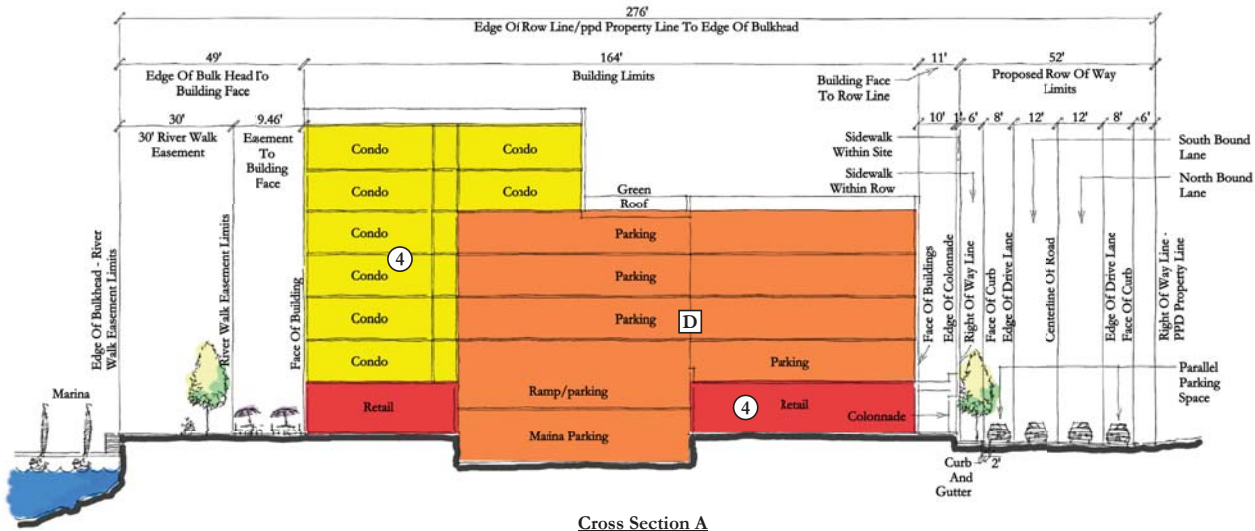 276'
Edge Of Row Line/ppd Property Line To Edge Of Bulkhead
49'
164'
11'
52'
Edge Of Bulk Head To
Building Face
Building Limits
Building Face
To Row Line
Proposed Row Of Way
Limits
30'
9.46'
10'
1'
6'
8'
12'
12'
8'
6'
30' River Walk
Easement
Easement
To
Building
Face
Sidewalk
Within Site
Sidewalk
Within Row
South Bound
Lane
North Bound
Lane
Condo
Condo
Condo
Condo
Green
Roof
Condo
Parking
4
Condo
Parking
Condo
Parking
D
Condo
Parking
Ramp/parking
Retail
4
Retail
Maina Parking
Colonnade
Marina
Edge Of Bulkhead - River
Walk Easement Limits
River Walk Easement Limits
Face Of Building
Face Of Buildings
Edge Of Colonnade
Right Of Way Line
Face Of Curb
Edge Of Drive Lane
Centerline Of Road
Edge Of Drive Lane
Face Of Curb
Right Of Way Line -
PPD Property Line
Parallel
Parking
Space
Curb
And
Gutter
2'
Cross Section A